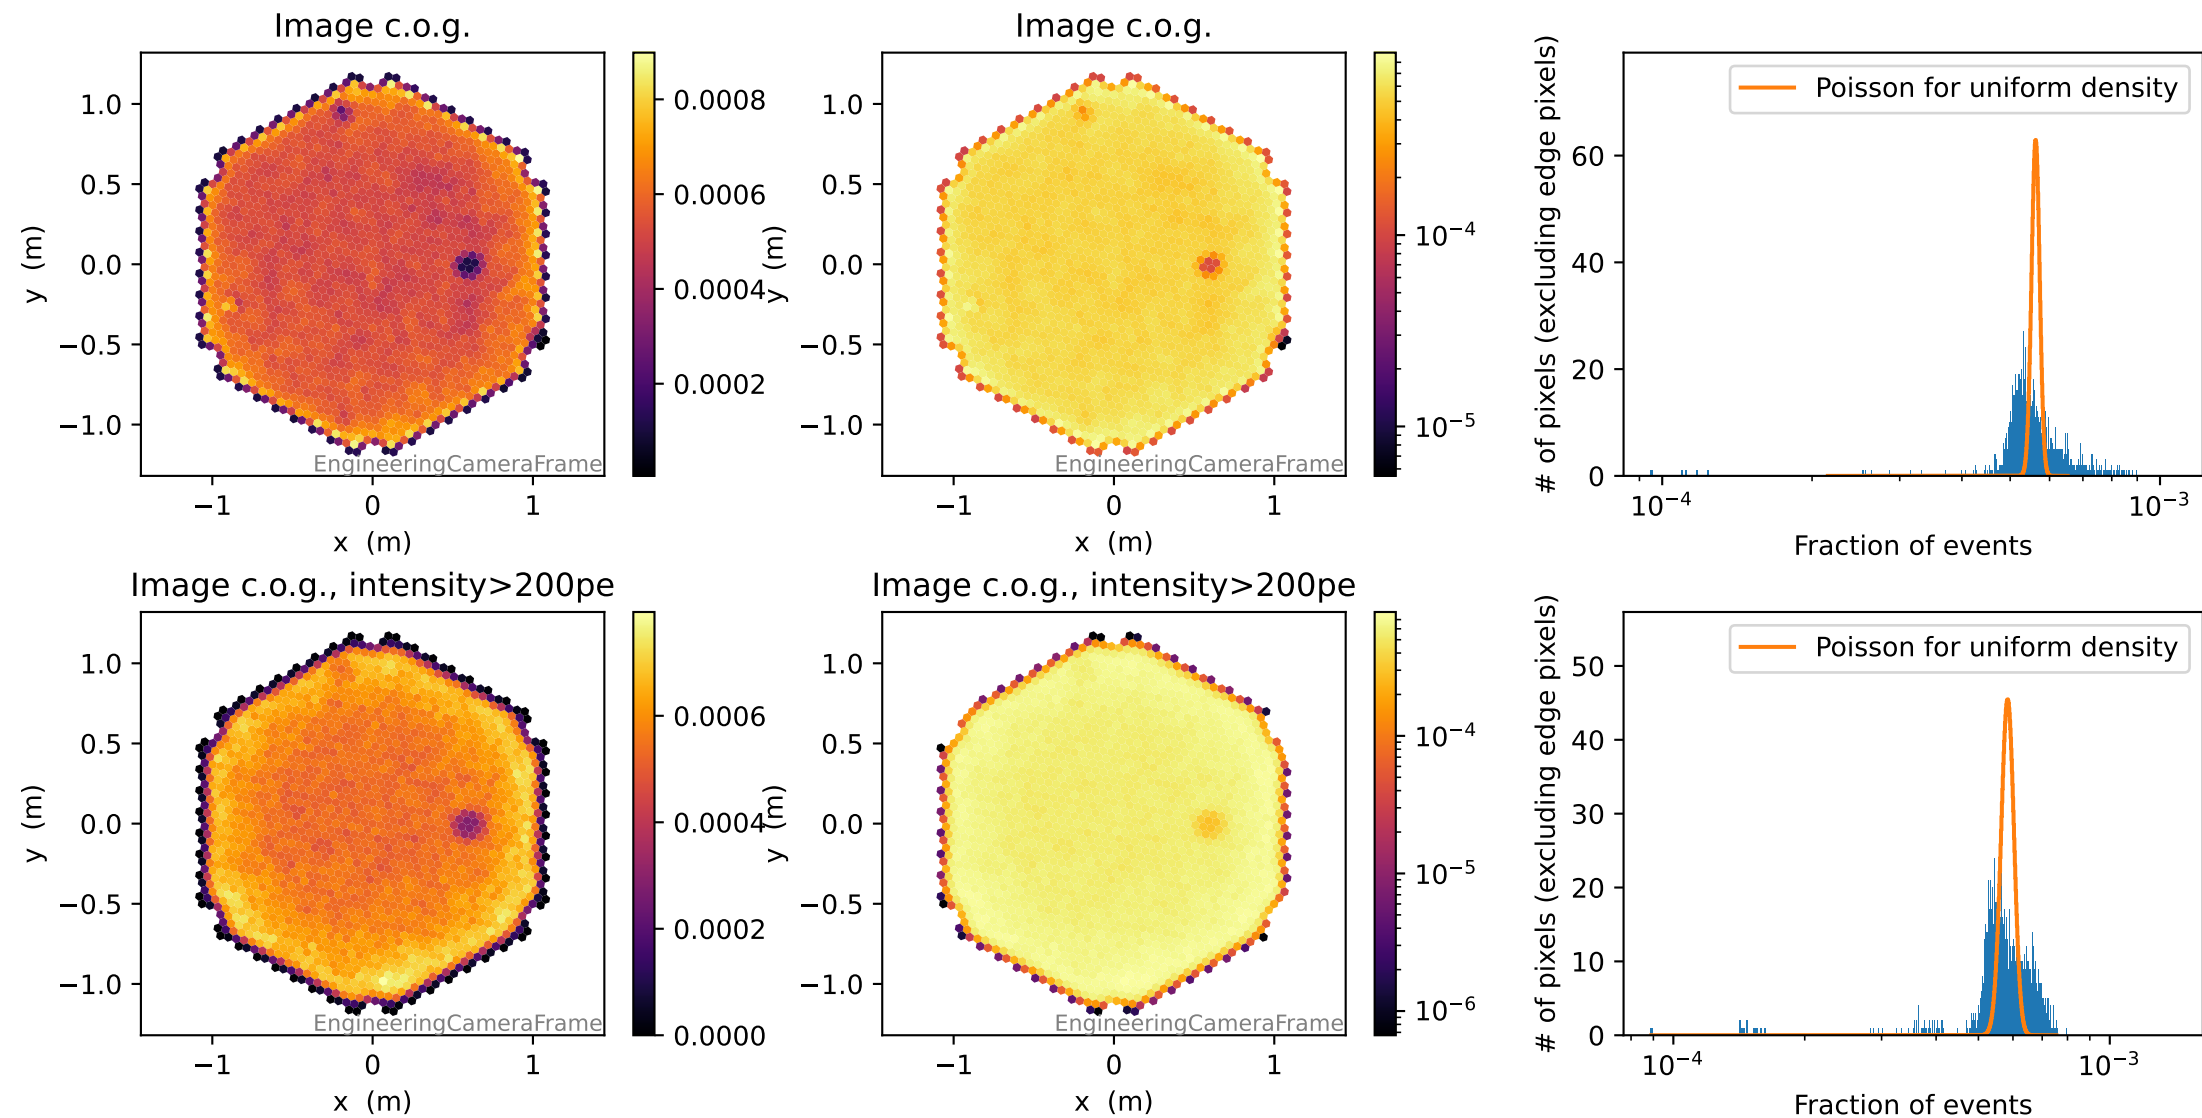 Image c.o.g.
1.0
0.5
0.0
−0.5
−1.0
y (m)
−1
0
1
x (m)
EngineeringCameraFrame
0.0008
0.0006
0.0004
0.0002
Image c.o.g.
1.0
0.5
0.0
−0.5
−1.0
y (m)
−1
0
1
x (m)
EngineeringCameraFrame
10⁻⁴
10⁻⁵
Poisson for uniform density
60
40
20
0
# of pixels (excluding edge pixels)
10⁻⁴
10⁻³
Fraction of events
Image c.o.g., intensity>200pe
1.0
0.5
0.0
−0.5
−1.0
y (m)
−1
0
1
x (m)
EngineeringCameraFrame
0.0006
0.0004
0.0002
0.0000
Image c.o.g., intensity>200pe
1.0
0.5
0.0
−0.5
−1.0
y (m)
−1
0
1
x (m)
EngineeringCameraFrame
10⁻⁴
10⁻⁵
10⁻⁶
Poisson for uniform density
50
40
30
20
10
0
# of pixels (excluding edge pixels)
10⁻⁴
10⁻³
Fraction of events